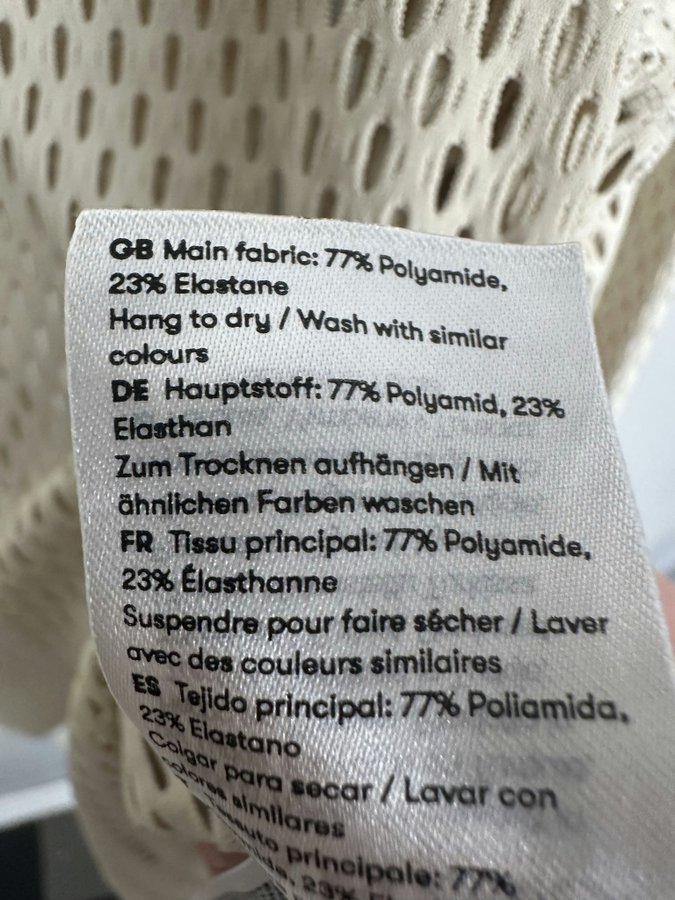 GB Main fabric: 77% Polyamide,
23% Elastane
Hang to dry / Wash with similar
colours
DE Hauptstoff: 77% Polyamid, 23%
Elasthan
Zum Trocknen aufhängen / Mit
ähnlichen Farben waschen
FR Tissu principal: 77% Polyamide,
23% Élasthanne
Suspendre pour faire sécher / Laver
avec des couleurs similaires
ES Tejido principal: 77% Poliamida,
23% Elastano
Colgar para secar / Lavar con
colores similares
principale: 77%
23%